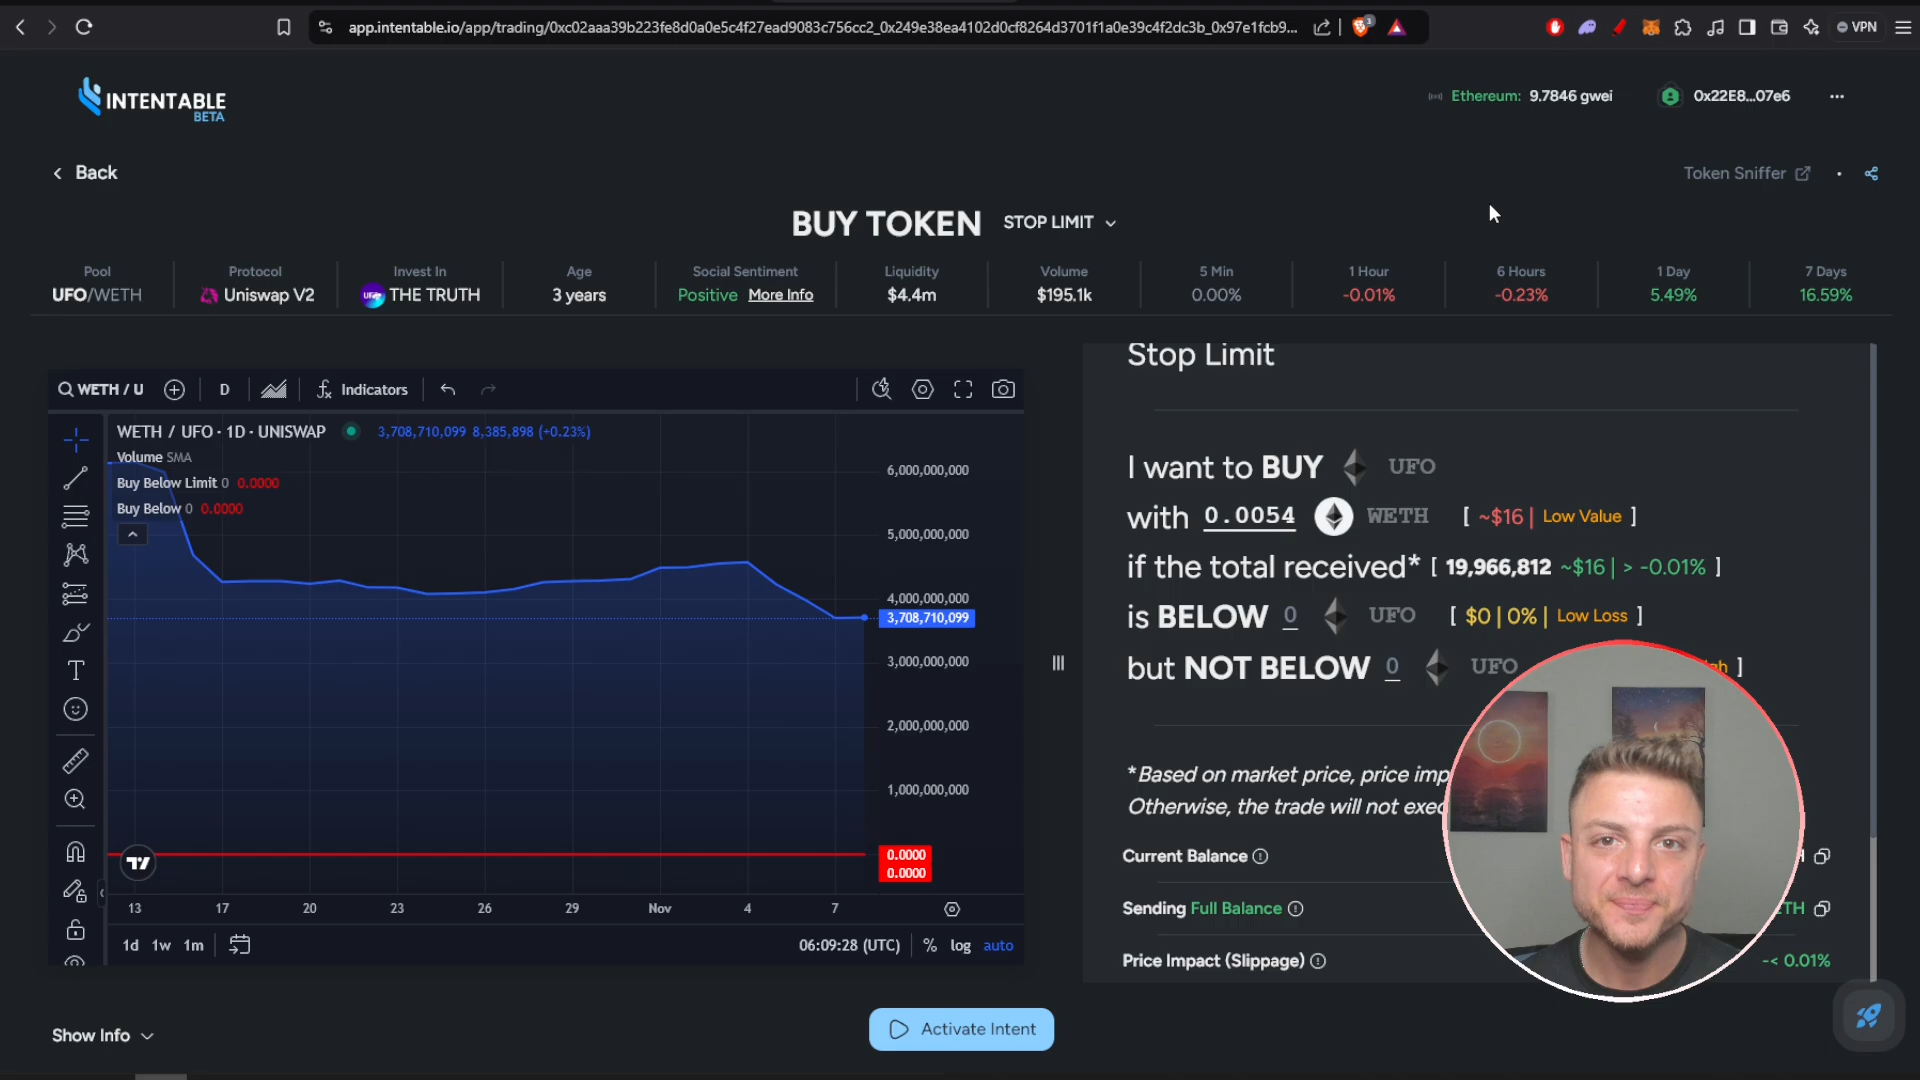 app.intentable.io/app/trading/0xc02aaa39b223fe8d0a0e5c4f27ead9083c756cc2_0x249e38ea4102d0cf8264d3701f1a0e39c4f2dc3b_0x97e1fcb9...
3
VPN
INTENTABLE
BETA
Ethereum: 9.7846 gwei
0x22E8...07e6
Back
Token Sniffer
BUY TOKEN STOP LIMIT
Pool Protocol Invest In Age Social Sentiment Liquidity Volume 5 Min 1 Hour 6 Hours 1 Day 7 Days
UFO/WETH Uniswap V2 UFO THE TRUTH 3 years Positive More Info $4.4m $195.1k 0.00% -0.01% -0.23% 5.49% 16.59%
WETH / U D Indicators
WETH / UFO · 1D · UNISWAP 3,708,710,099 8,385,898 (+0.23%)
Volume SMA
Buy Below Limit 0 0.0000
Buy Below 0 0.0000
6,000,000,000
5,000,000,000
4,000,000,000
3,708,710,099
3,000,000,000
2,000,000,000
1,000,000,000
0.0000
0.0000
13 17 20 23 26 29 Nov 4 7
1d 1w 1m 06:09:28 (UTC) % log auto
Show Info
Stop Limit
I want to BUY UFO
with 0.0054 WETH [ ~$16 | Low Value ]
if the total received* [ 19,966,812 ~$16 | > -0.01% ]
is BELOW 0 UFO [ $0 | 0% | Low Loss ]
but NOT BELOW 0 UFO ]
*Based on market price, price
Otherwise, the trade will not
Current Balance
Sending Full Balance
Price Impact (Slippage) -< 0.01%
Activate Intent